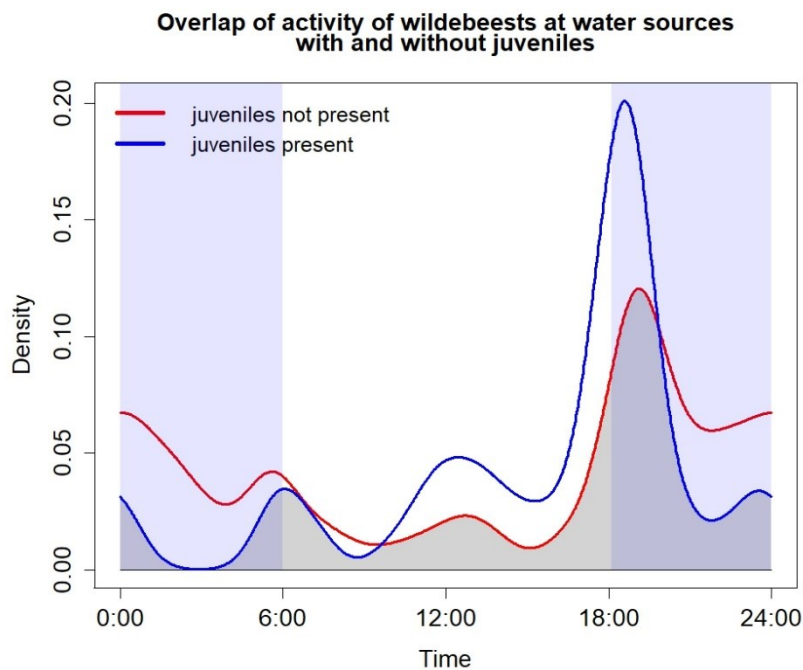 Overlap of activity of wildebeests at water sources
with and without juveniles
juveniles not present
juveniles present
Density
0.20
0.15
0.10
0.05
0.00
0:00 6:00 12:00 18:00 24:00
Time